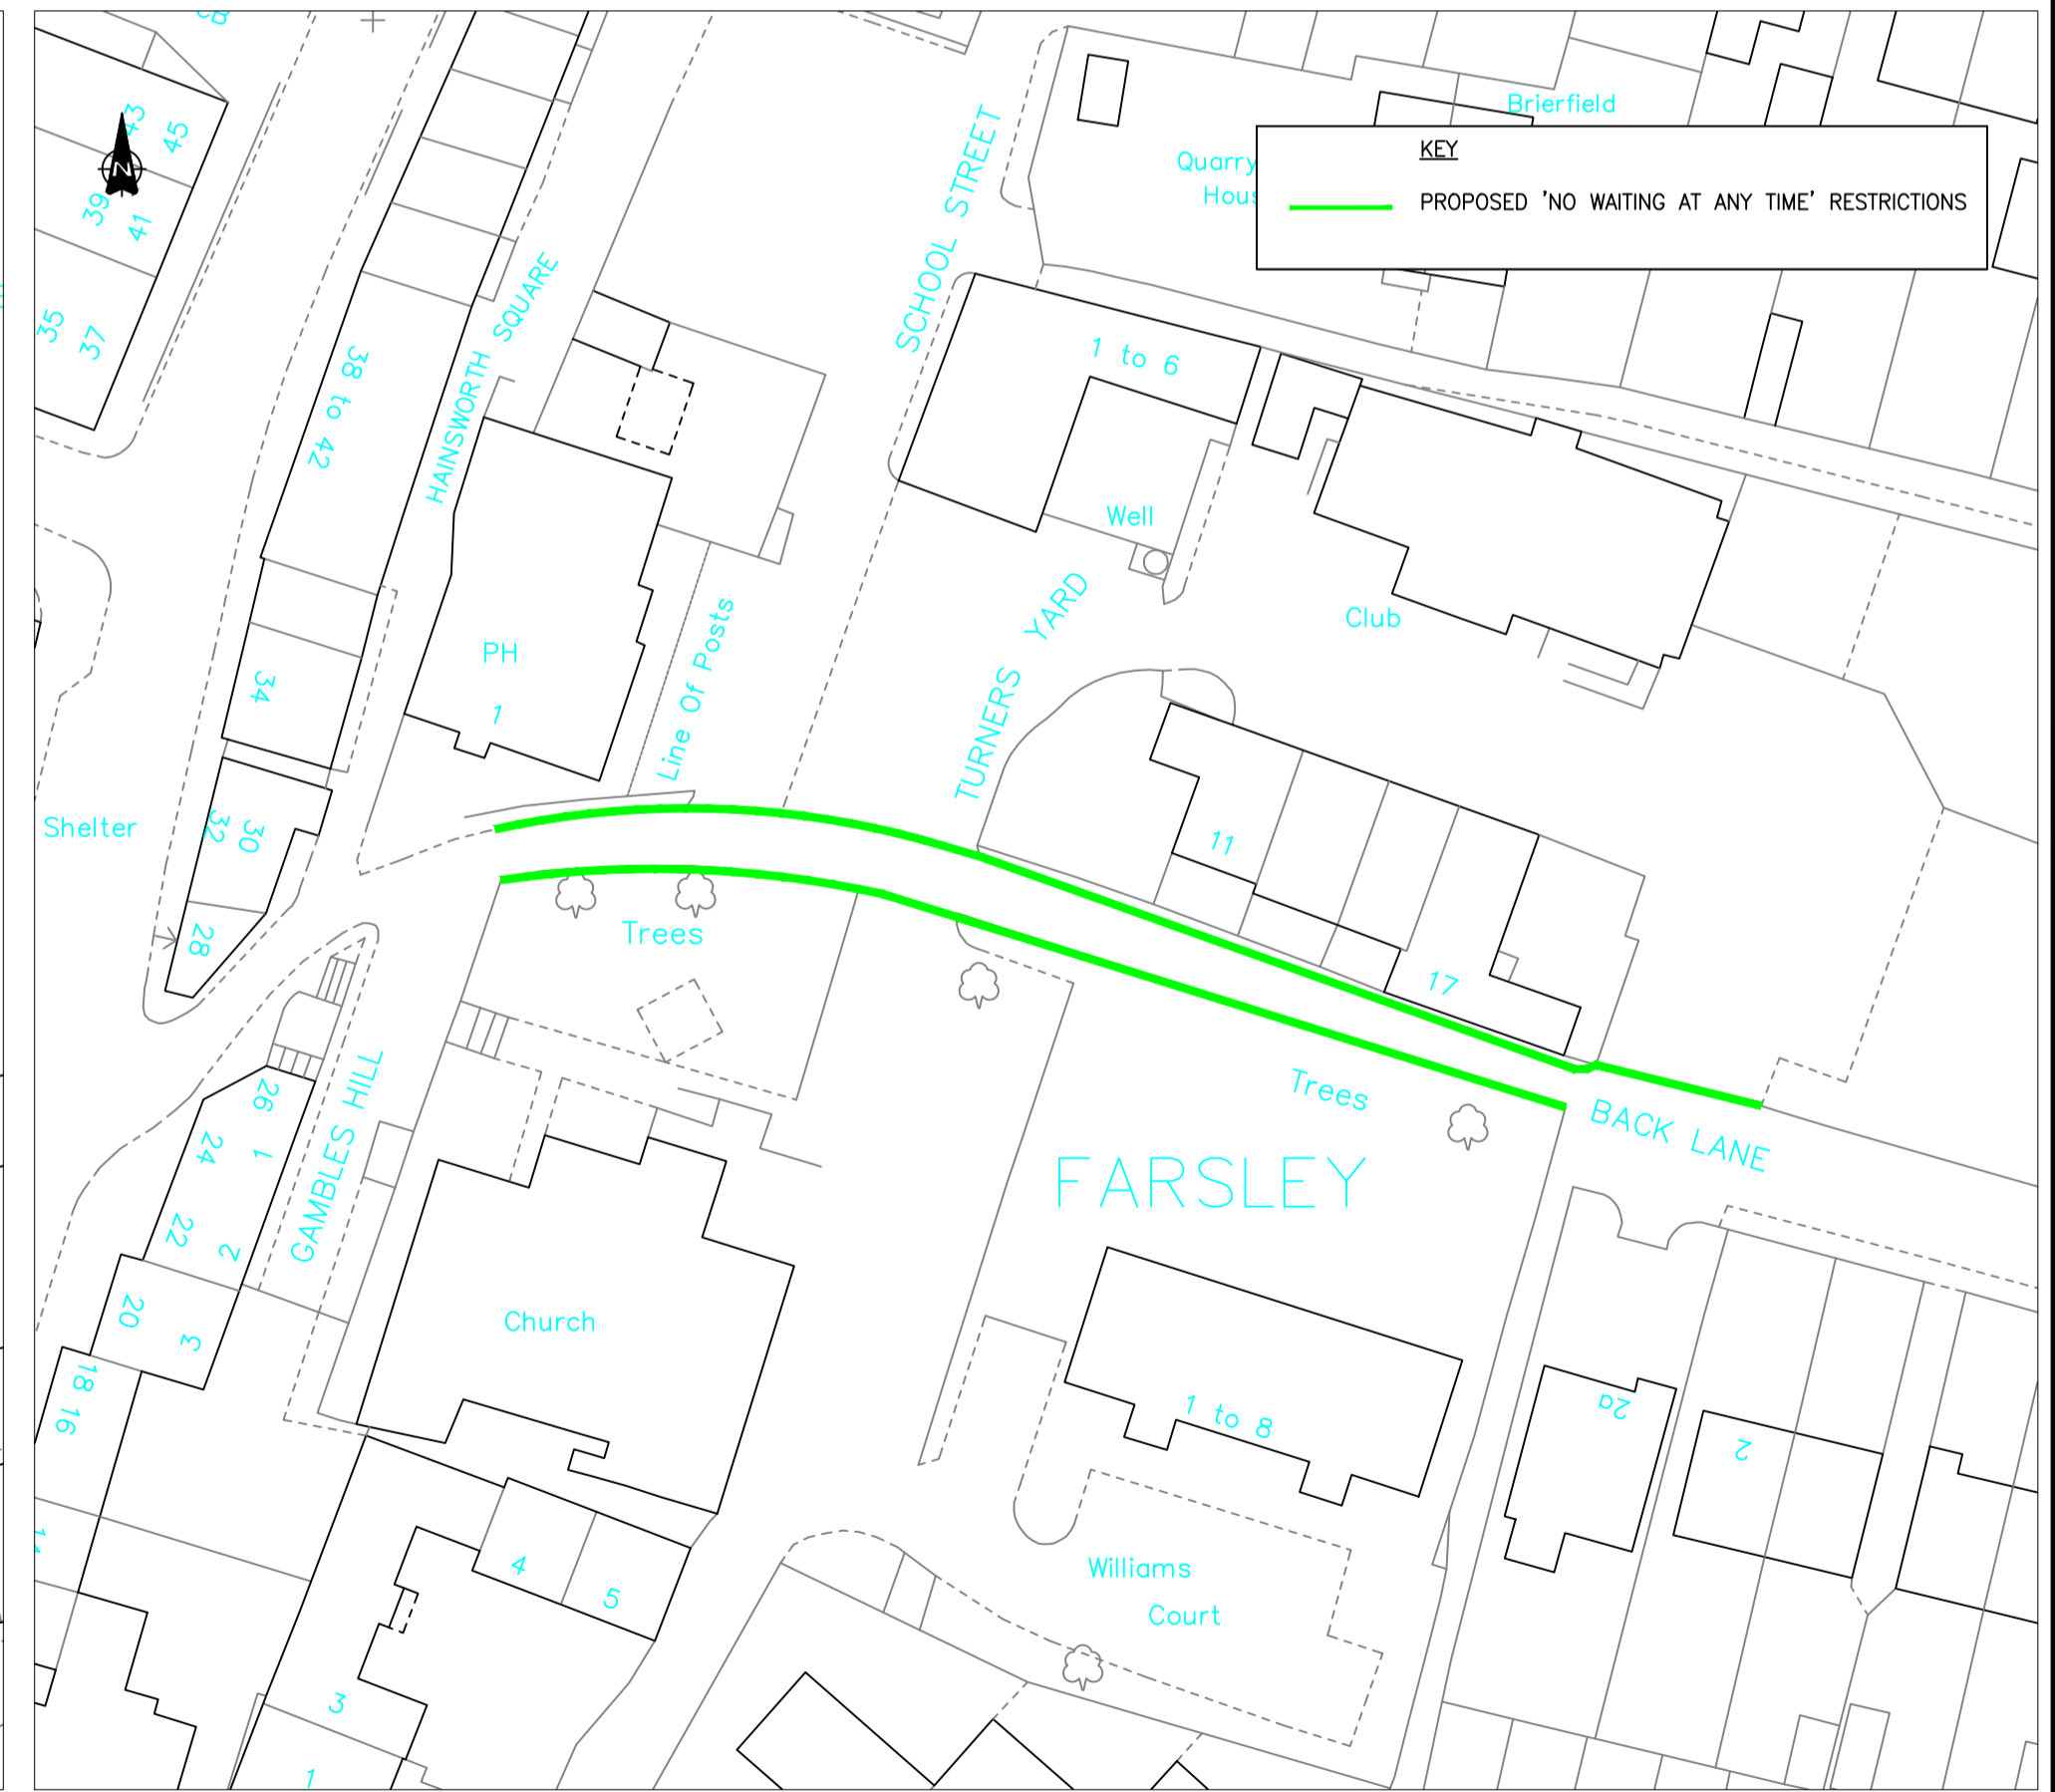 CB
43
45
N
39
41
35
37
38 to 42
HAINSWORTH SQUARE
SCHOOL STREET
Brierfield
KEY
PROPOSED 'NO WAITING AT ANY TIME' RESTRICTIONS
Quarry
1 to 6
Well
Club
TURNERS YARD
PH
1
Line Of Posts
34
Shelter
32
30
28
11
17
Trees
Trees
BACK LANE
FARSLEY
GAMBLES HILL
26
1
24
22
2
20
3
18
16
Church
1 to 8
2a
2
4
5
Williams
Court
3
1